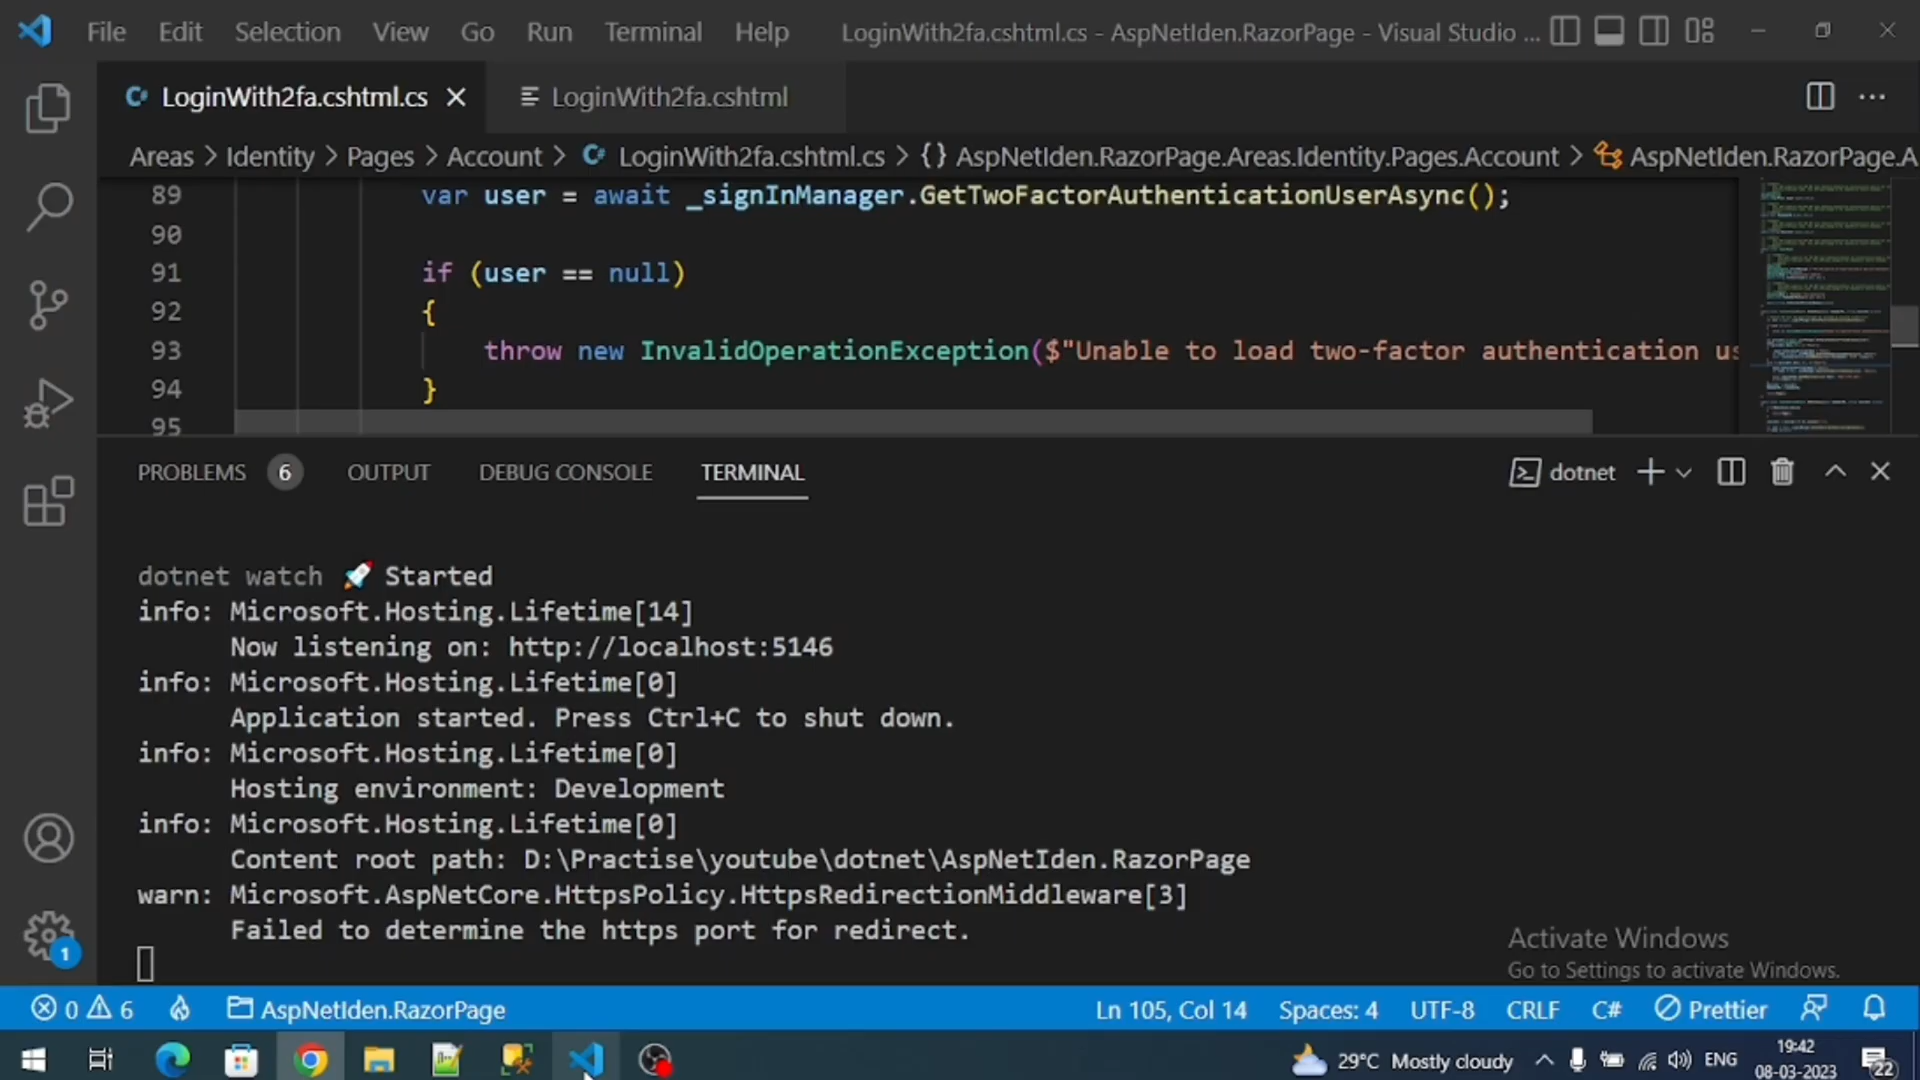 File Edit Selection View Go Run Terminal Help LoginWith2fa.cshtml.cs - AspNetIden.RazorPage - Visual Studio ...
LoginWith2fa.cshtml.cs LoginWith2fa.cshtml
Areas > Identity > Pages > Account > LoginWith2fa.cshtml.cs > {} AspNetIden.RazorPage.Areas.Identity.Pages.Account > AspNetIden.RazorPage.A
89 var user = await _signInManager.GetTwoFactorAuthenticationUserAsync();
90
91 if (user == null)
92 {
93 throw new InvalidOperationException($"Unable to load two-factor authentication us
94 }
95
PROBLEMS 6 OUTPUT DEBUG CONSOLE TERMINAL dotnet
dotnet watch 🚀 Started
info: Microsoft.Hosting.Lifetime[14]
Now listening on: http://localhost:5146
info: Microsoft.Hosting.Lifetime[0]
Application started. Press Ctrl+C to shut down.
info: Microsoft.Hosting.Lifetime[0]
Hosting environment: Development
info: Microsoft.Hosting.Lifetime[0]
Content root path: D:\Practise\youtube\dotnet\AspNetIden.RazorPage
warn: Microsoft.AspNetCore.HttpsPolicy.HttpsRedirectionMiddleware[3]
Failed to determine the https port for redirect.
Activate Windows
Go to Settings to activate Windows.
1
0 6 AspNetIden.RazorPage Ln 105, Col 14 Spaces: 4 UTF-8 CRLF C# Prettier
29°C Mostly cloudy ENG 19:42
08-03-2023 22